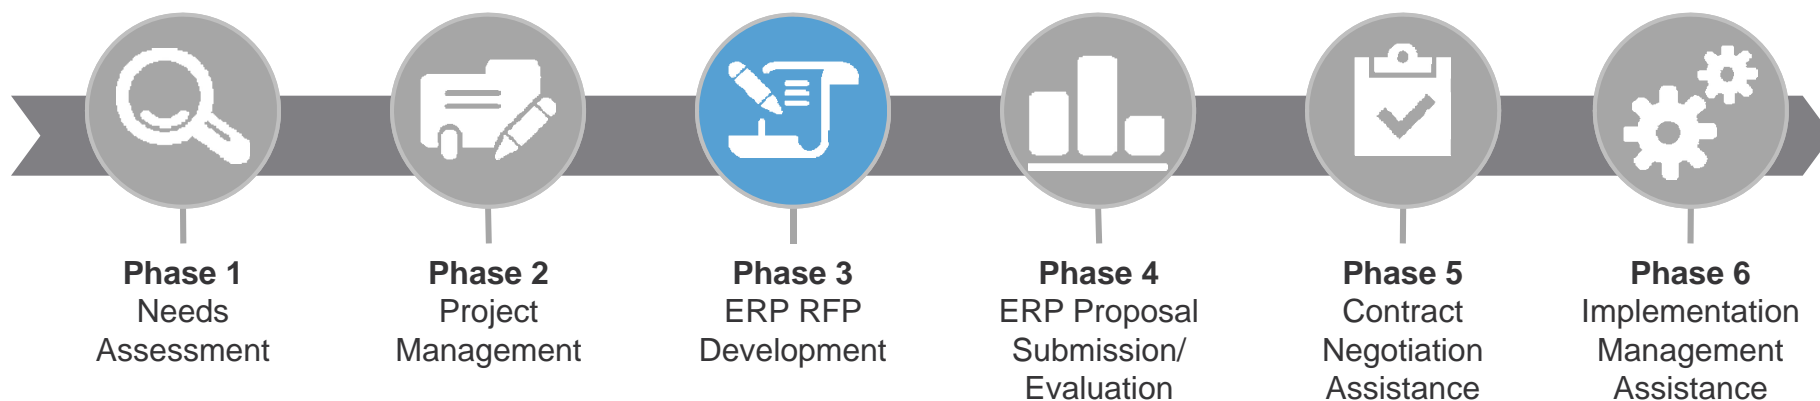 Phase 1
Needs
Assessment
Phase 2
Project
Management
Phase 3
ERP RFP
Development
Phase 4
ERP Proposal
Submission/
Evaluation
Phase 5
Contract
Negotiation
Assistance
Phase 6
Implementation
Management
Assistance